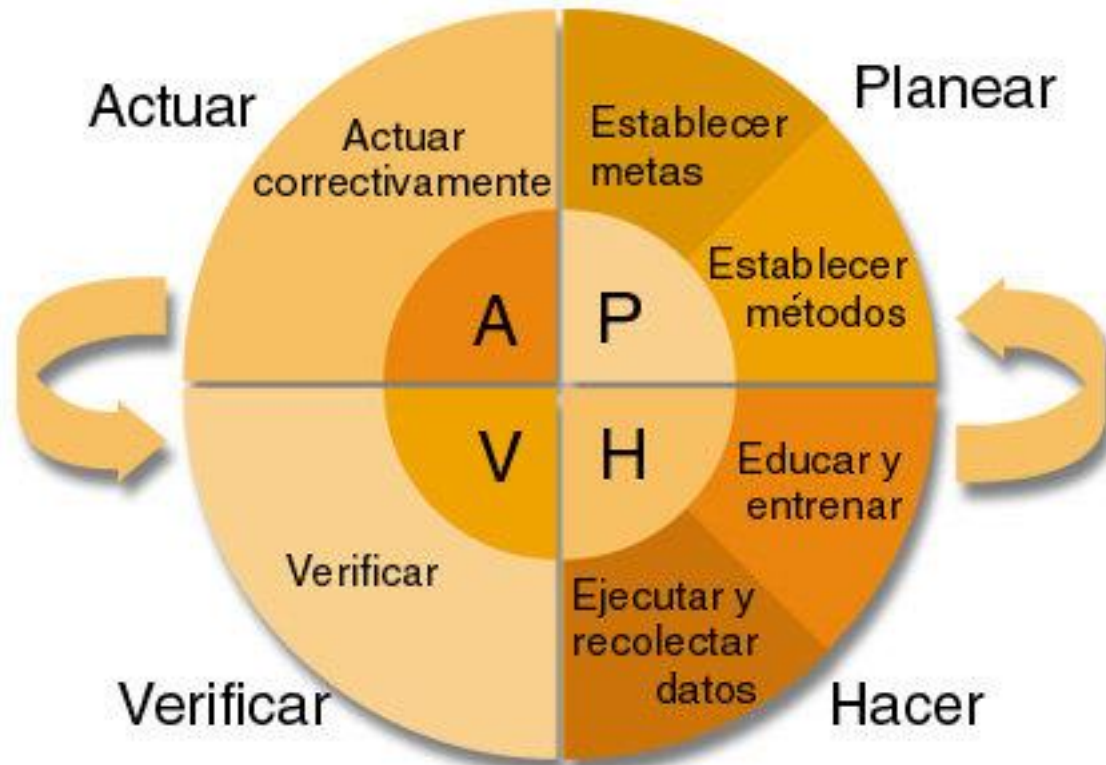 Actuar
Planear
Actuar
correctivamente
Establecer
metas
Establecer
métodos
A
P
V
H
Educar y
entrenar
Verificar
Ejecutar y
recolectar
datos
Verificar
Hacer